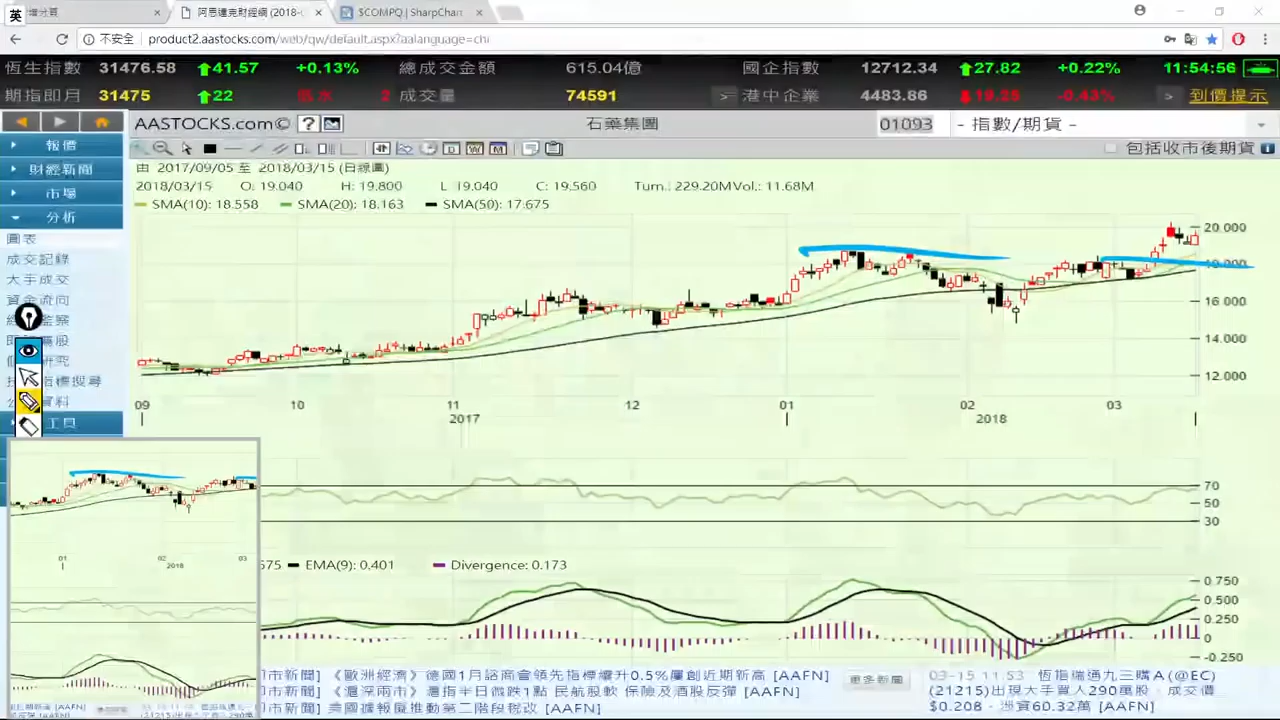 英 增分頁
阿思達克財經網 (2018-
$COMPQ | SharpChart
不安全 product2.aastocks.com/web/qw/default.aspx?aalanguage=chi
恆生指數 31476.58 41.57 +0.13% 總成交金額 615.04億 國企指數 12712.34 27.82 +0.22% 11:54:56
期指即月 31475 22 2 成交量 74591 > 港中企業 4483.86 19.25 -0.43% > 到價提示
AASTOCKS.com© ? 石藥集團 01093 - 指數/期貨 -
包括收市後期貨
報價
財經新聞
市場
分析
圖表
成交記錄
大手成交
資金流向
指標搜尋
工具
由 2017/09/05 至 2018/03/15 (日線圖)
2018/03/15 O: 19.040 H: 19.800 L: 19.040 C: 19.560 Turn.: 229.20M Vol.: 11.68M
SMA(10): 18.558 SMA(20): 18.163 SMA(50): 17.675
20.000
18.000
16.000
14.000
12.000
09 10 11 12 01 02 03
2017 2018
70
50
30
575 EMA(9): 0.401 Divergence: 0.173
0.750
0.500
0.250
0
-0.250
01 02 03
2018
市新聞] 《歐洲經濟》德國1月諮商會領先指標續升0.5%屢創近期新高 [AAFN]
市新聞] 《滬深兩市》滬指半日微跌1點 民航股軟 保險及酒股反彈 [AAFN]
市新聞] 美國據報擬推動第二階段稅改 [AAFN]
更多新聞
03-15 11:53 恆指瑞通九三購A(@EC)
(21215)出現大手買入290萬股，成交價
$0.208，涉資60.32萬 [AAFN]